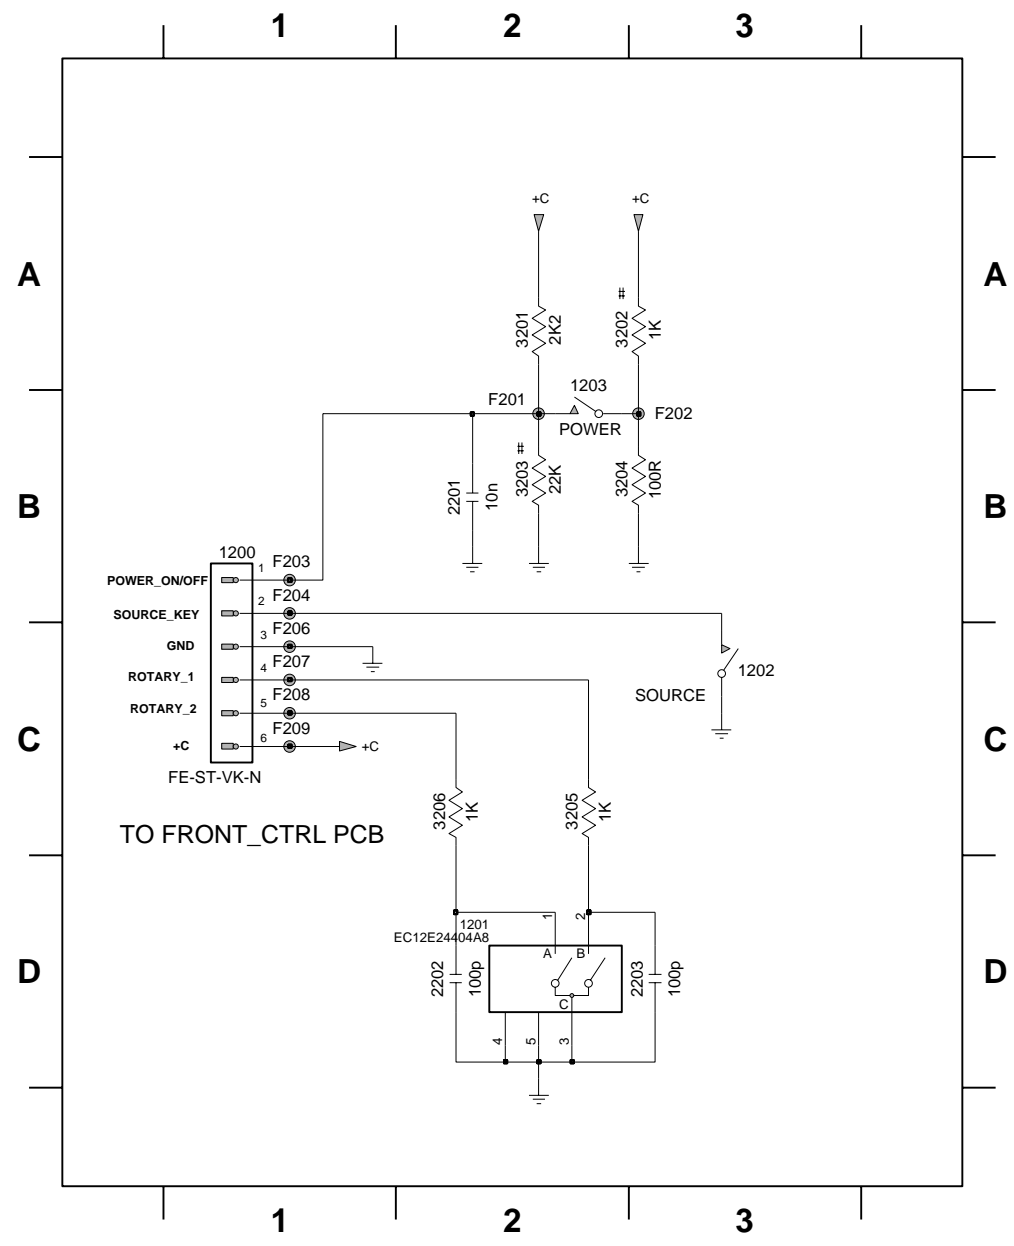 1 2 3
+C +C
A A
#
3201 2K2 3202 1K
1203
F201 F202
POWER
#
3203 22K 3204 100R
2201 10n
B B
1200
1 F203
POWER_ON/OFF
2 F204
SOURCE_KEY
3 F206
GND
4 F207
ROTARY_1
1202
SOURCE
5 F208
ROTARY_2
C C
6 F209
+C +C
FE-ST-VK-N
3206 1K 3205 1K
TO FRONT_CTRL PCB
1 2
1201
EC12E24404A8
A B
D D
2202 100p 2203 100p
C
4 5 3
1 2 3